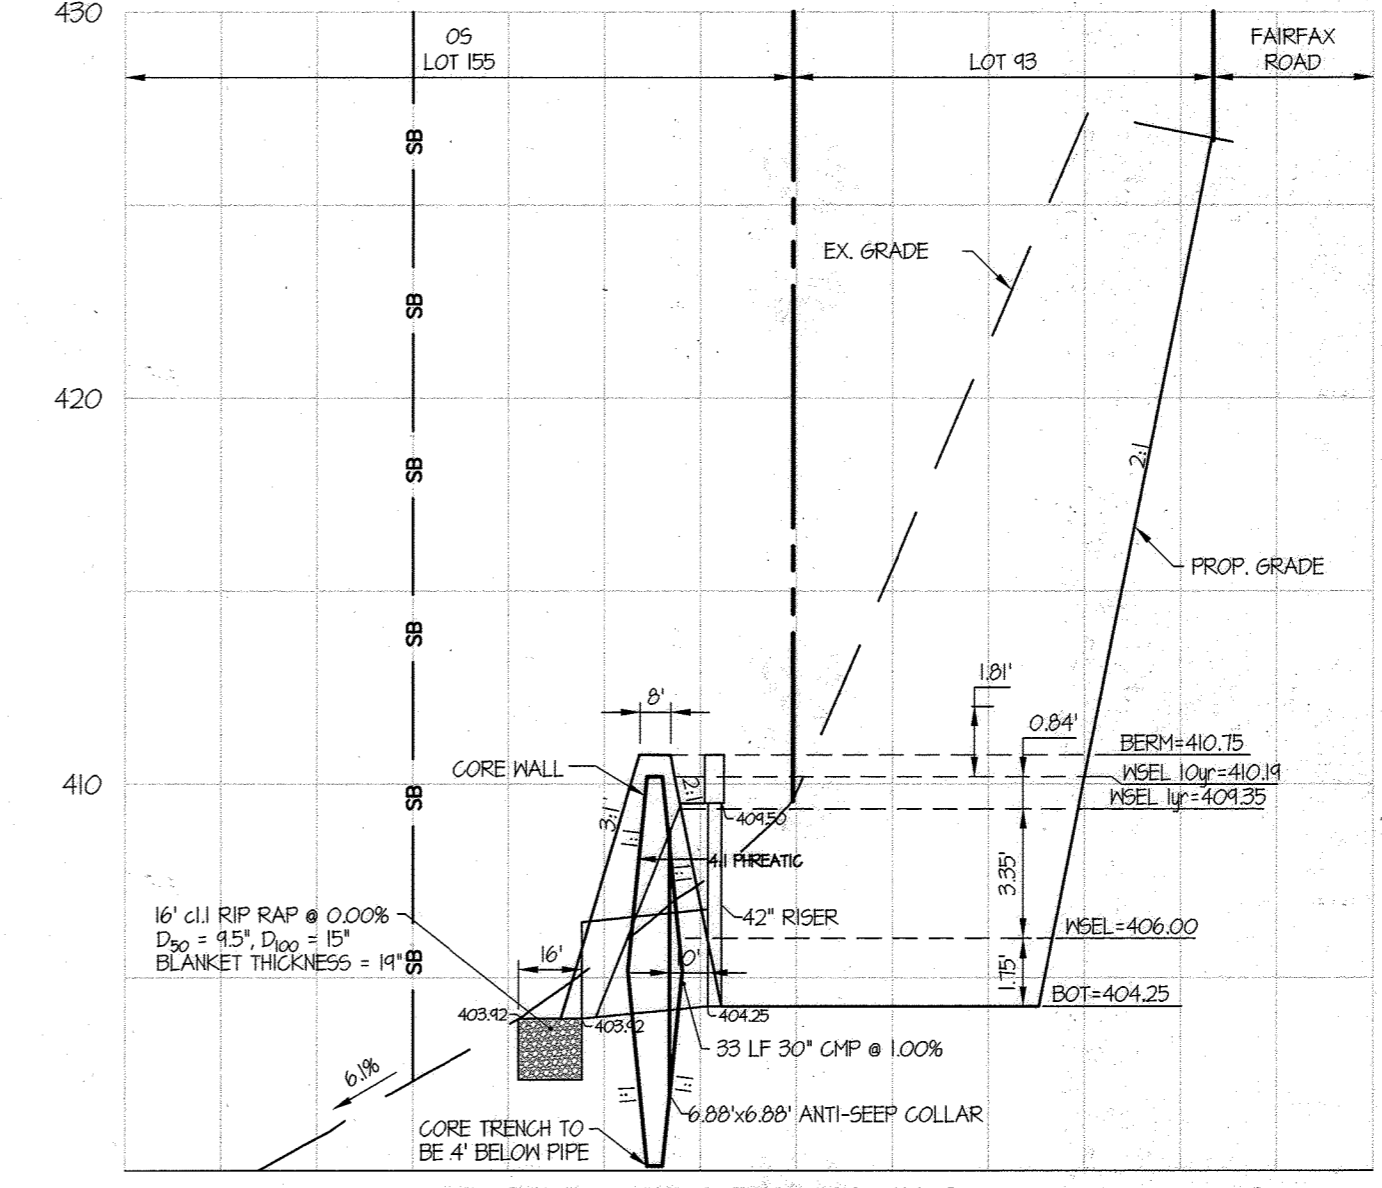 430
OS
LOT 155
LOT 93
FAIRFAX
ROAD
SB
EX. GRADE
SB
420
2:1
SB
PROP. GRADE
SB
1.81'
8'
0.84'
BERM=410.75
CORE WALL
WSEL 10yr=410.19
410
SB
2:1
WSEL 1yr=409.35
409.50
3:1
1:1
4:1 PHREATIC
1:1
3.35'
16' cl.1 RIP RAP @ 0.00%
D50 = 9.5", D100 = 15"
BLANKET THICKNESS = 19"
42" RISER
WSEL=406.00
SB
16'
0'
1.75'
BOT=404.25
403.92
403.92
404.25
33 LF 30" CMP @ 1.00%
6.1%
1:1
1:1
6.88'x6.88' ANTI-SEEP COLLAR
CORE TRENCH TO
BE 4' BELOW PIPE